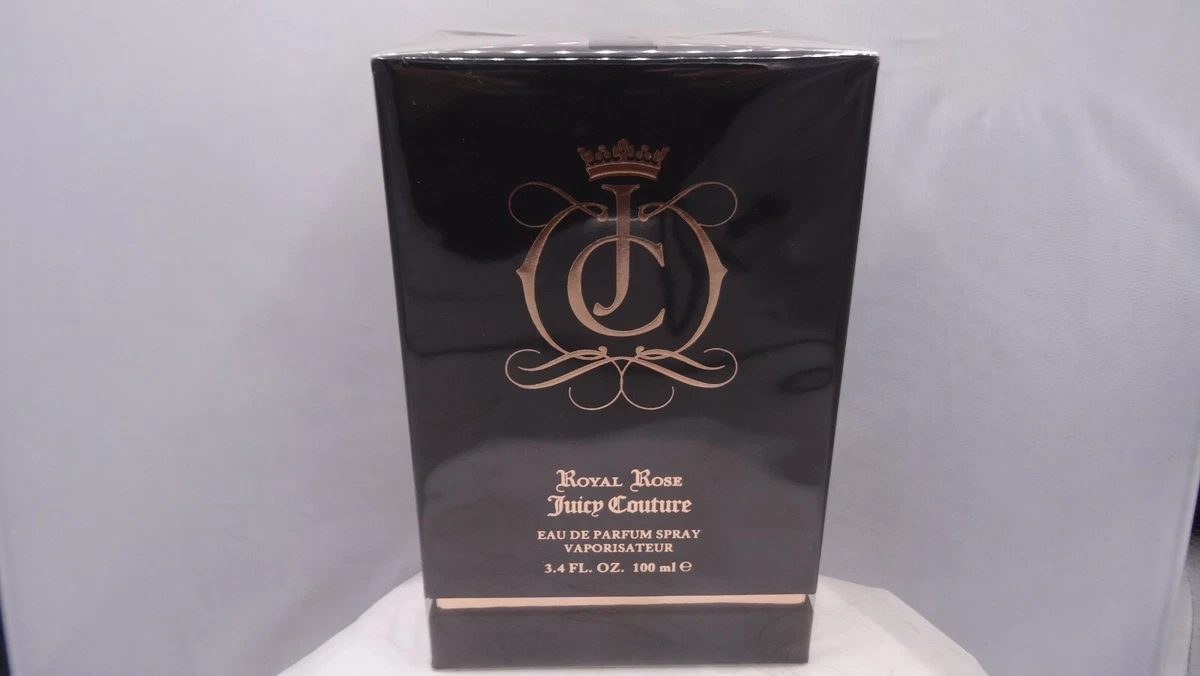 JC
Royal Rose
Juicy Couture
EAU DE PARFUM SPRAY
VAPORISATEUR
3.4 FL. OZ. 100 ml ℮